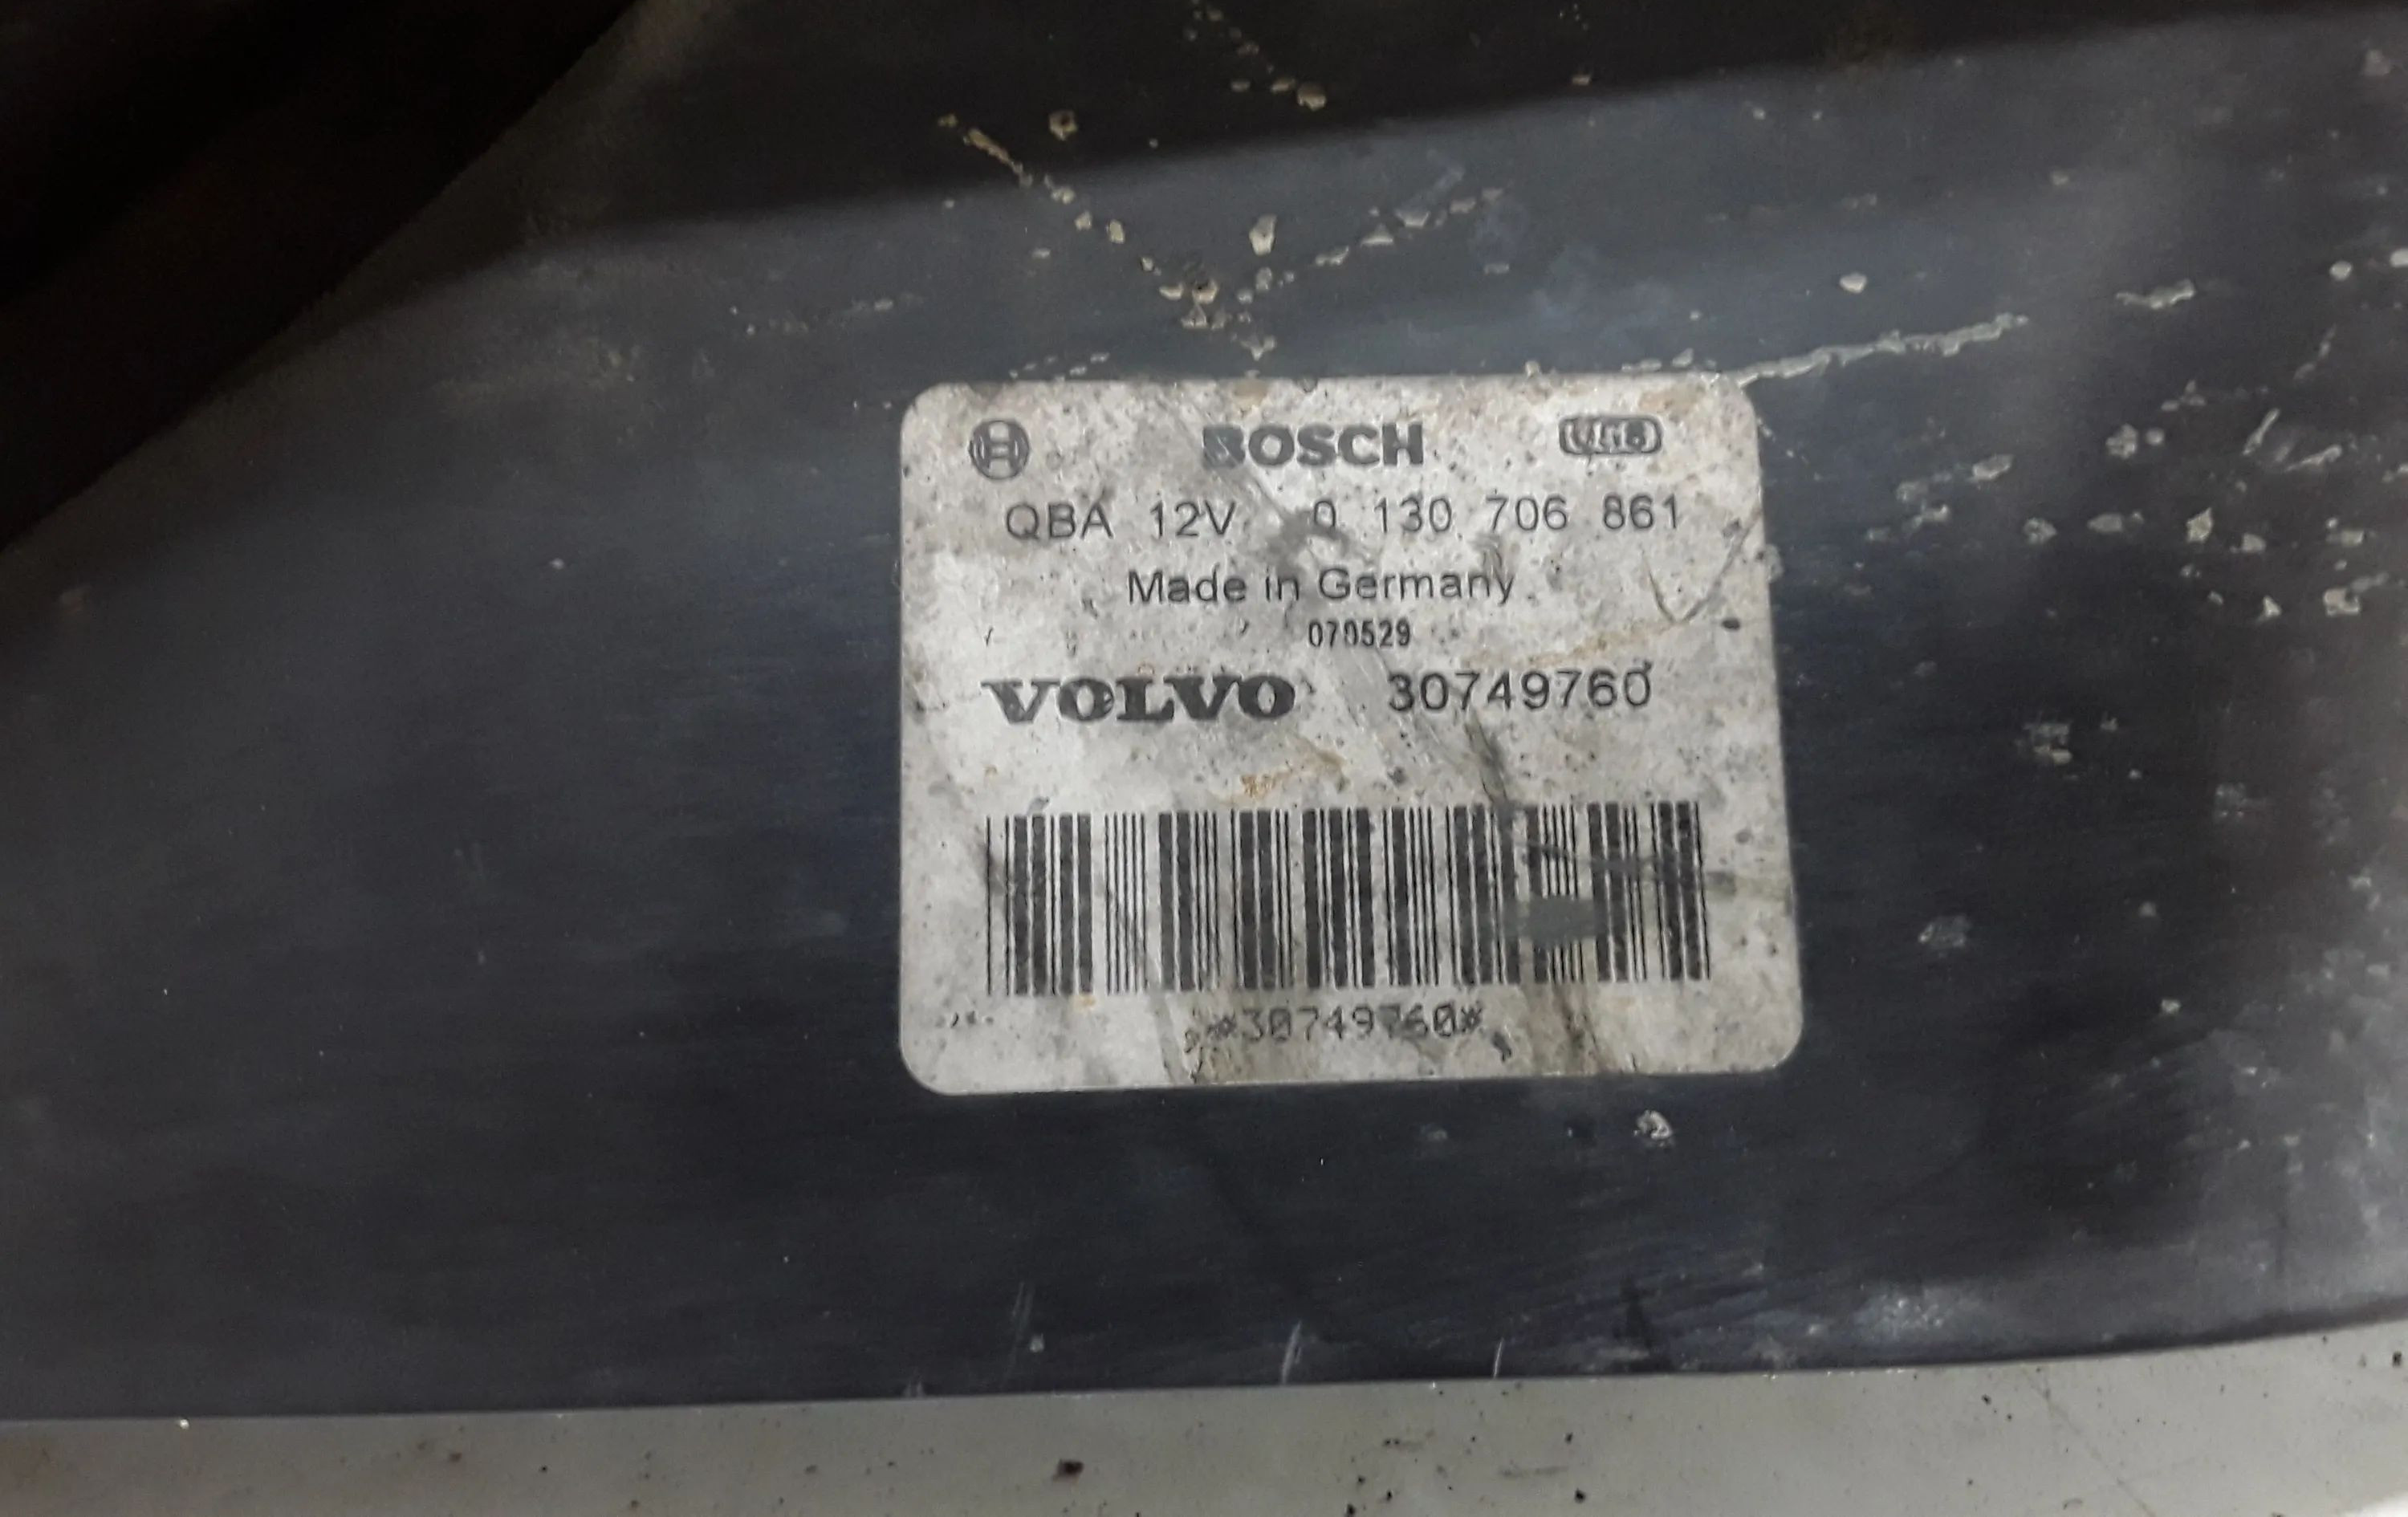 BOSCH
QBA 12V 0 130 706 861
Made in Germany
070529
VOLVO 30749760
*30749760*